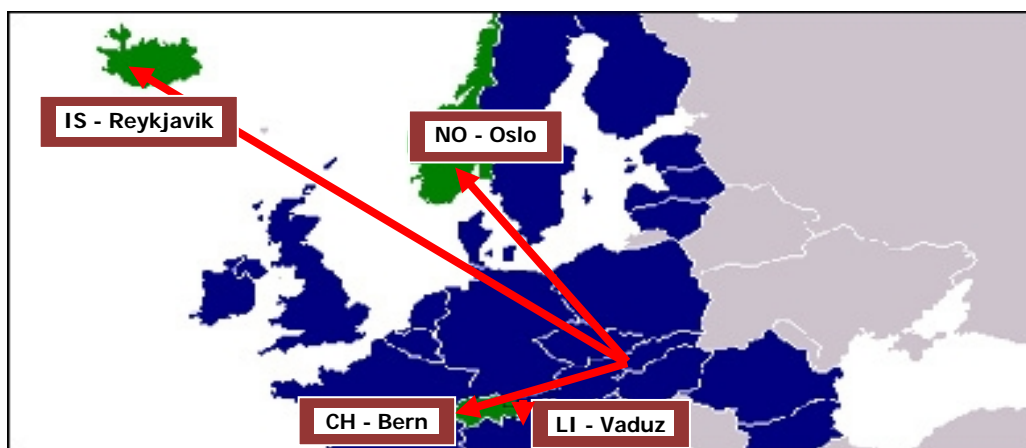 IS - Reykjavik
NO - Oslo
CH - Bern
LI - Vaduz